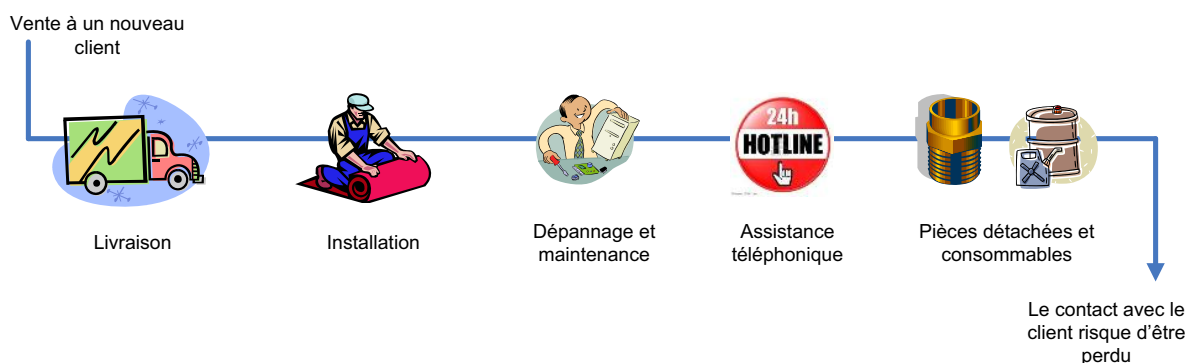 Vente à un nouveau
client
24h
HOTLINE
Livraison
Installation
Dépannage et
maintenance
Assistance
téléphonique
Pièces détachées et
consommables
Le contact avec le
client risque d'être
perdu